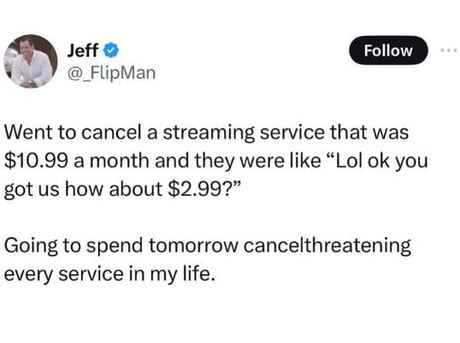 Jeff
@_FlipMan
Follow
Went to cancel a streaming service that was
$10.99 a month and they were like “Lol ok you
got us how about $2.99?”
Going to spend tomorrow cancelthreatening
every service in my life.